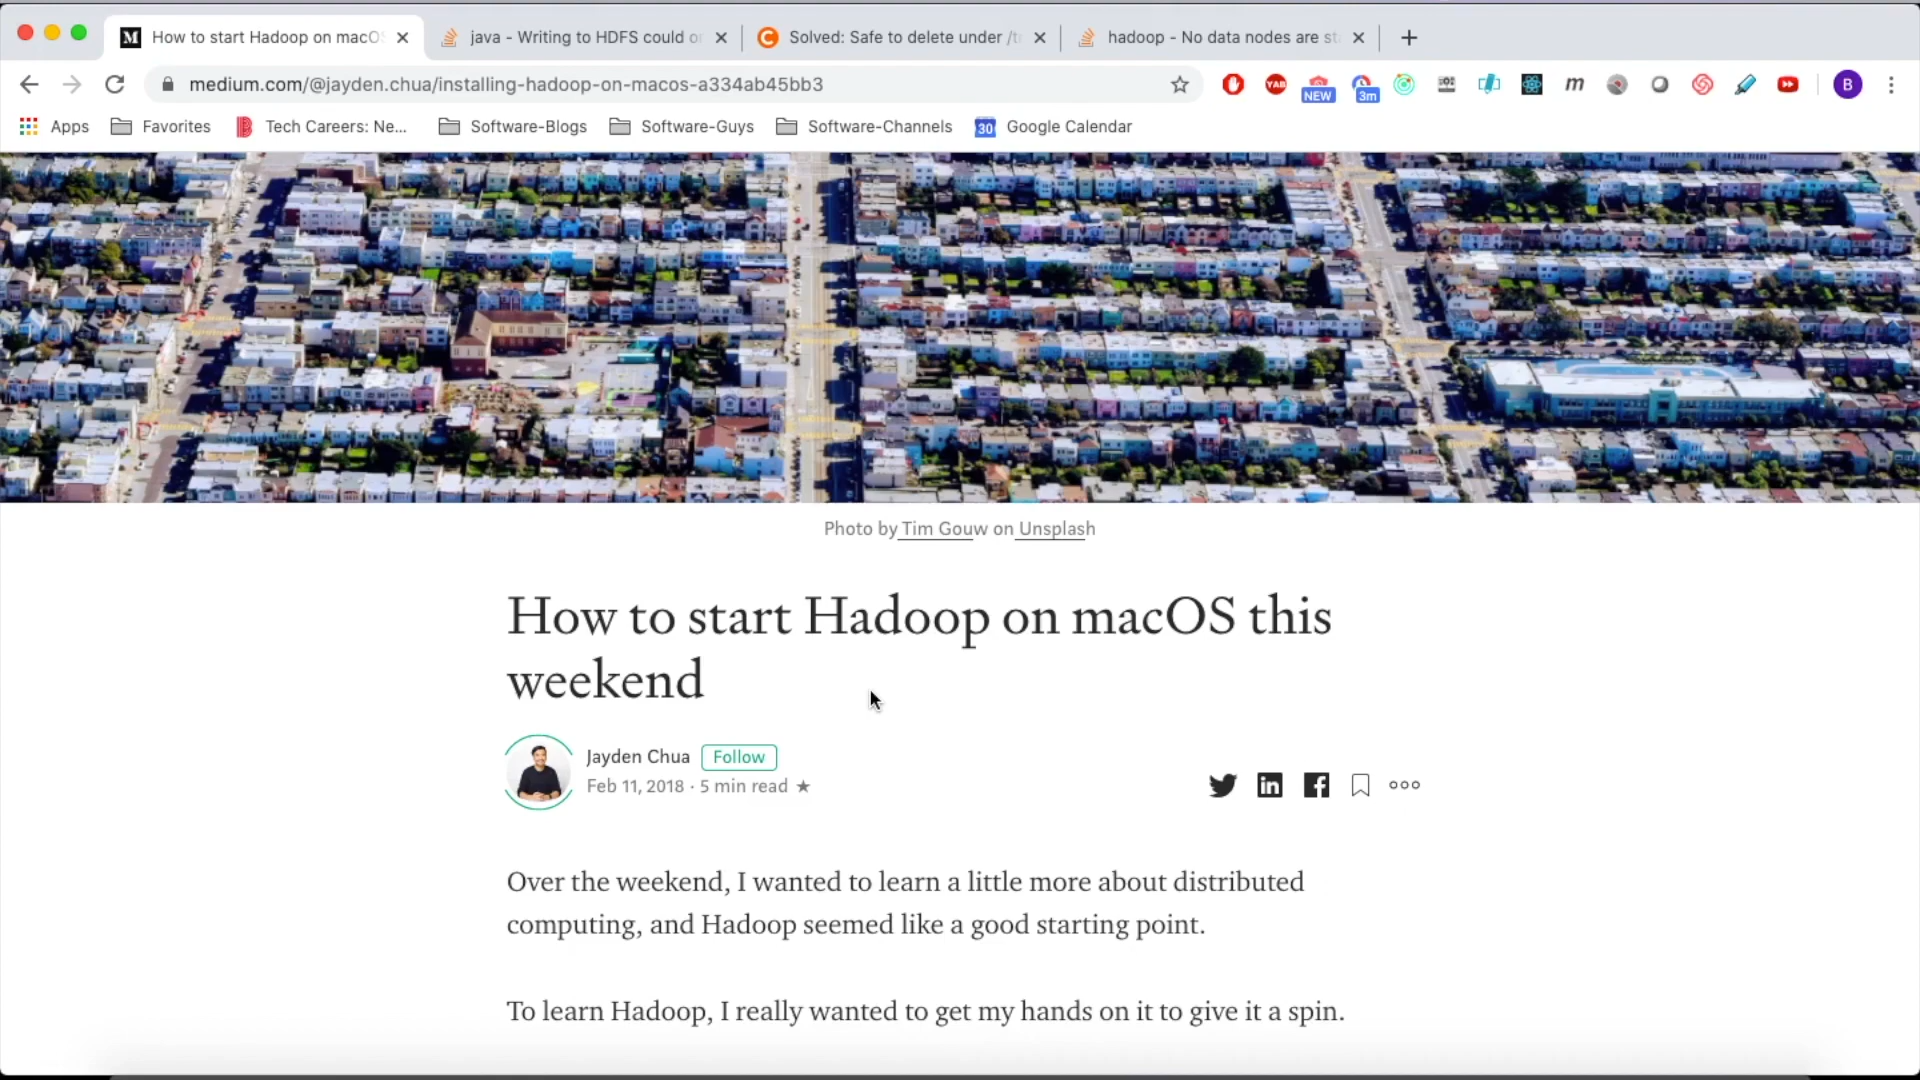 How to start Hadoop on macOS
java - Writing to HDFS could
Solved: Safe to delete under
hadoop - No data nodes are
medium.com/@jayden.chua/installing-hadoop-on-macos-a334ab45bb3
YAB
NEW
3m
m
B
Apps
Favorites
Tech Careers: Ne...
Software-Blogs
Software-Guys
Software-Channels
30
Google Calendar
Photo by Tim Gouw on Unsplash
How to start Hadoop on macOS this
weekend
Jayden Chua Follow
Feb 11, 2018 · 5 min read ★
Over the weekend, I wanted to learn a little more about distributed
computing, and Hadoop seemed like a good starting point.
To learn Hadoop, I really wanted to get my hands on it to give it a spin.